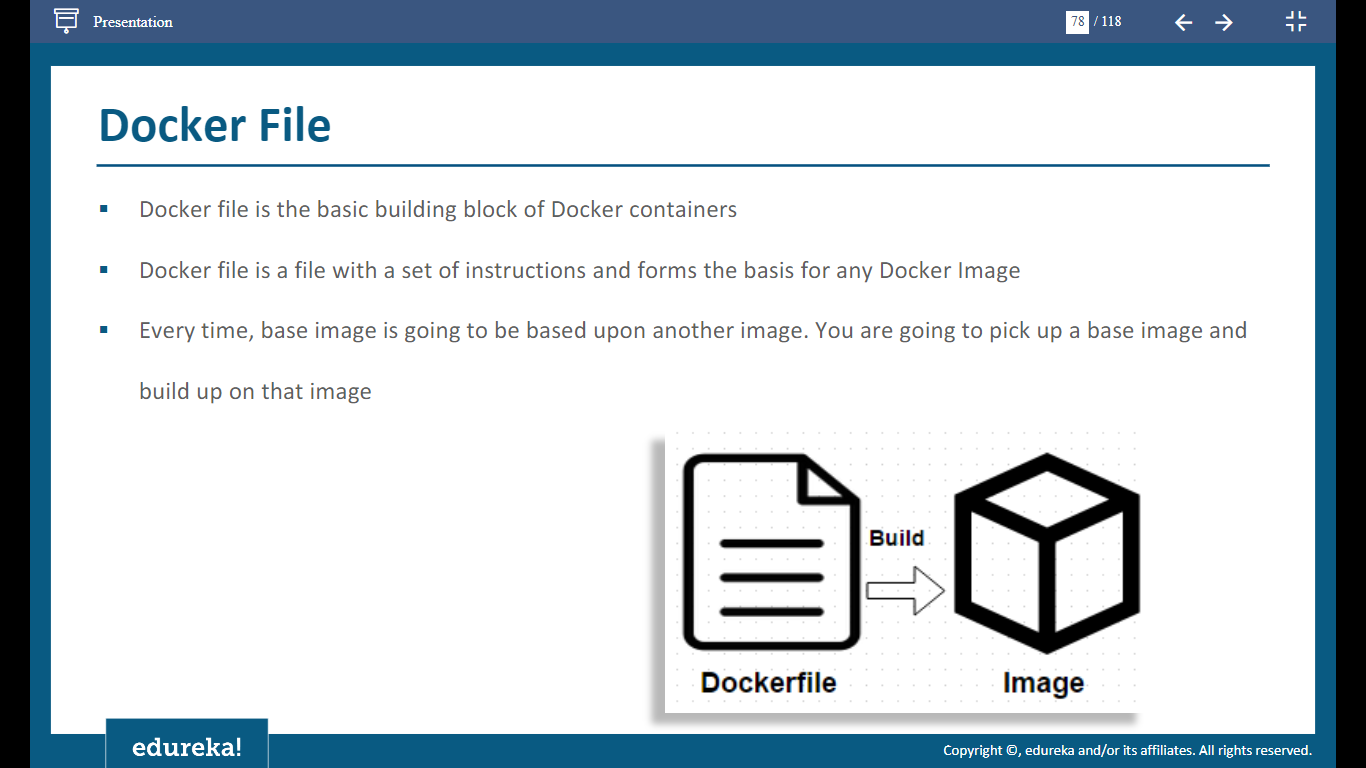 Presentation
78 / 118
Docker File
Docker file is the basic building block of Docker containers
Docker file is a file with a set of instructions and forms the basis for any Docker Image
Every time, base image is going to be based upon another image. You are going to pick up a base image and
build up on that image
Build
Dockerfile
Image
edureka!
Copyright ©, edureka and/or its affiliates. All rights reserved.